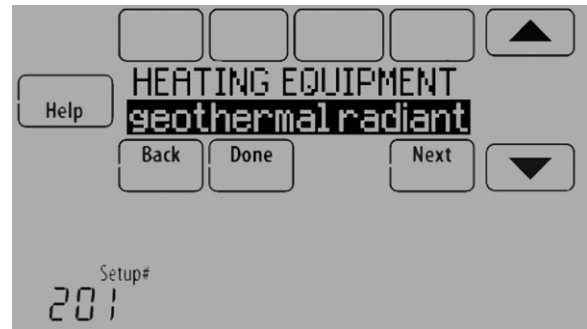 HEATING EQUIPMENT
Help
geothermal radiant
Back Done Next
Setup#
201